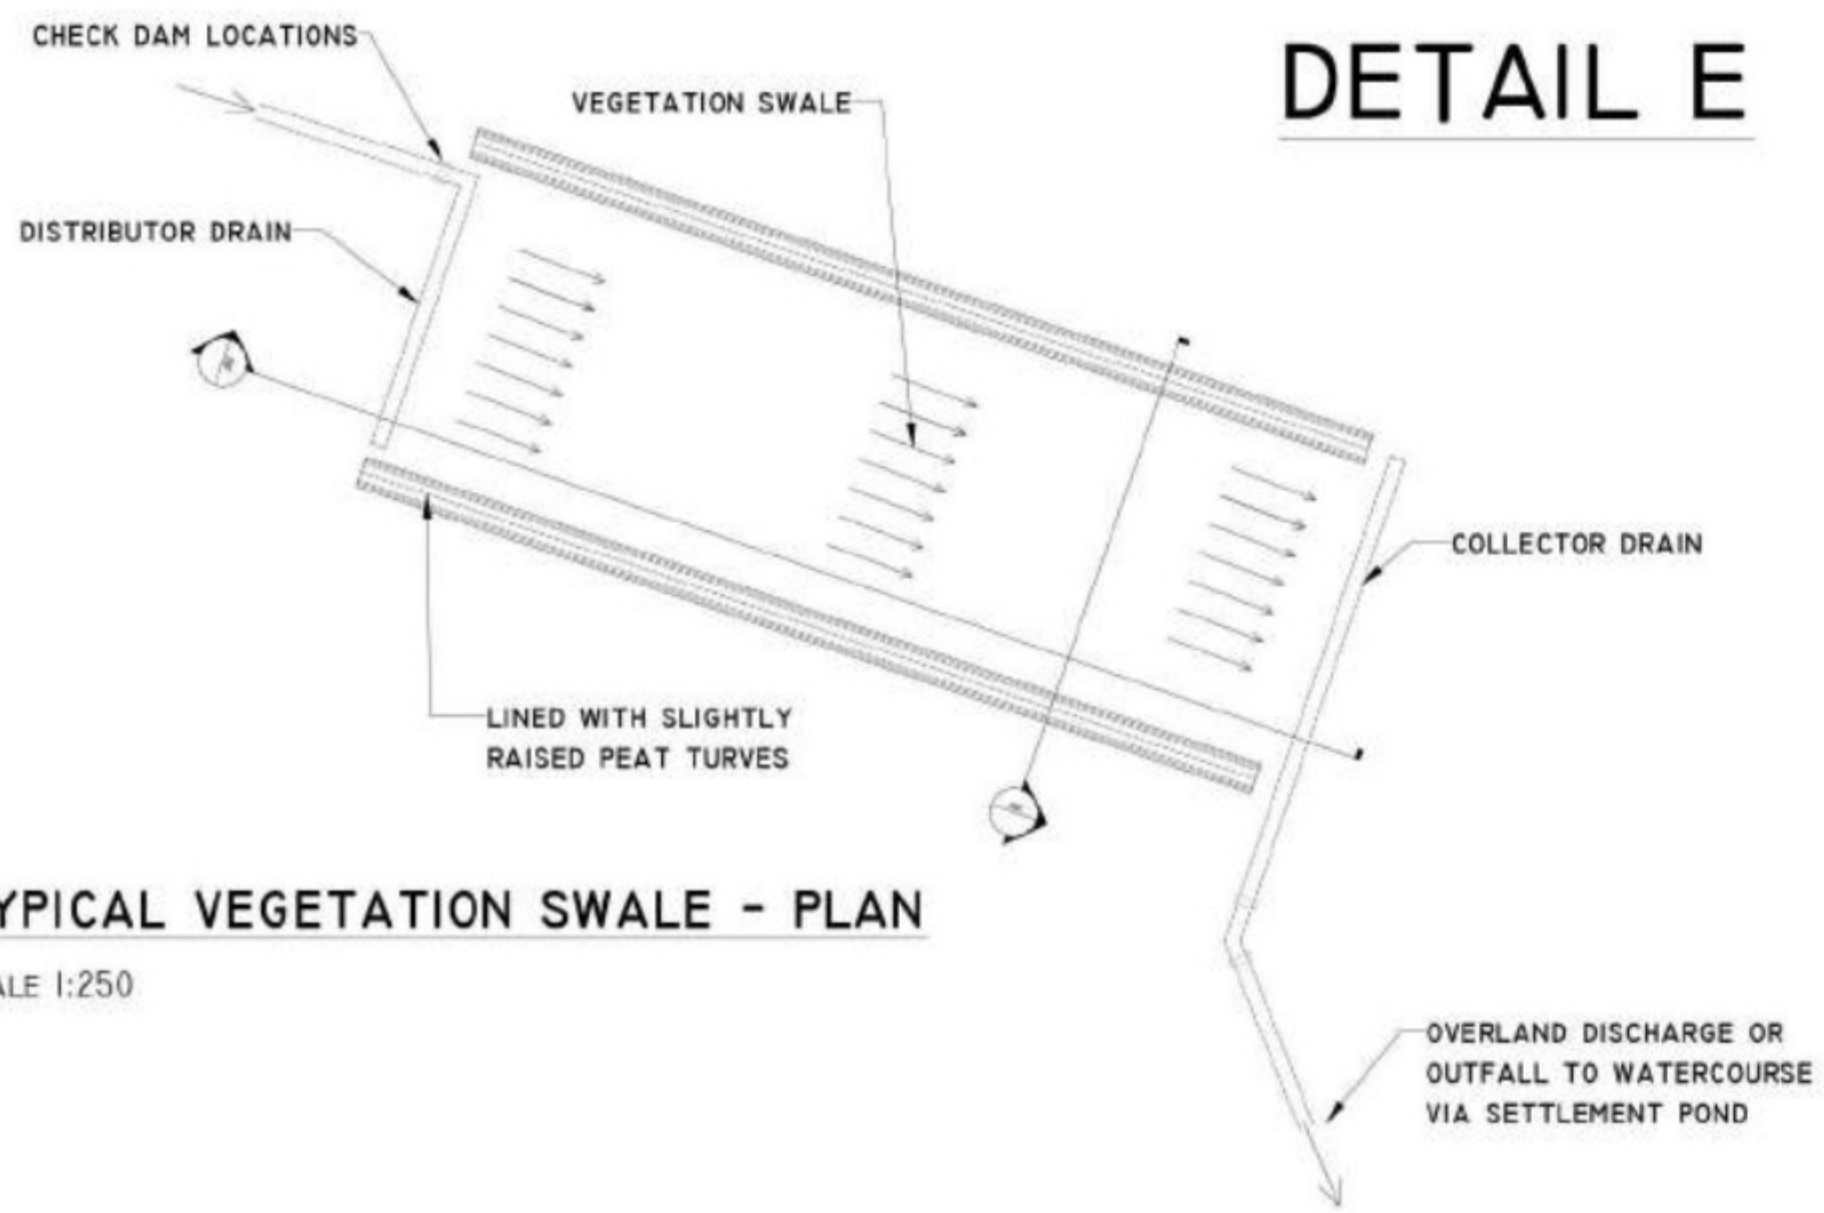 CHECK DAM LOCATIONS
DETAIL E
VEGETATION SWALE
DISTRIBUTOR DRAIN
COLLECTOR DRAIN
LINED WITH SLIGHTLY
RAISED PEAT TURVES
YPICAL VEGETATION SWALE - PLAN
ALE 1:250
OVERLAND DISCHARGE OR
OUTFALL TO WATERCOURSE
VIA SETTLEMENT POND